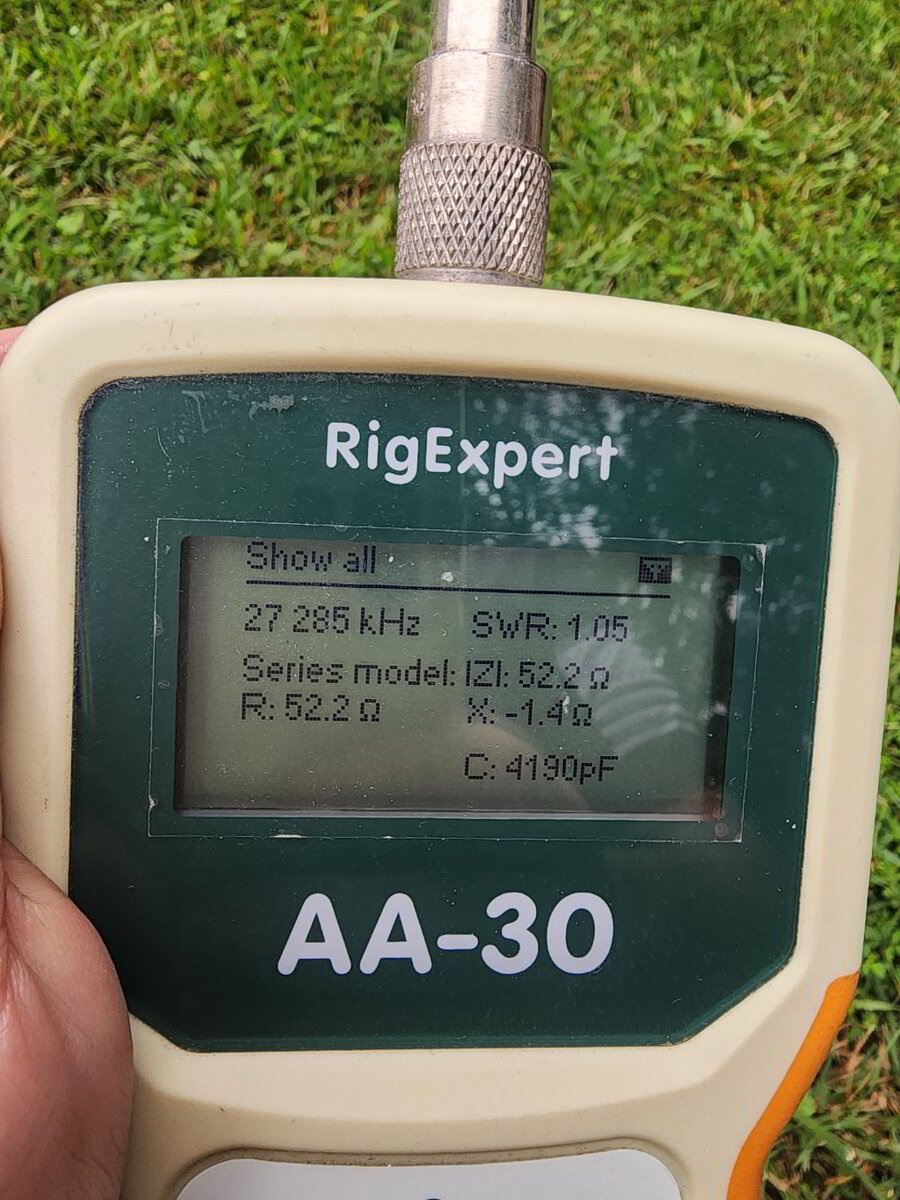 RigExpert
Show all
27 285 kHz SWR: 1.05
Series model: |Z|: 52.2 Ω
R: 52.2 Ω X: -1.4 Ω
C: 4190pF
AA-30